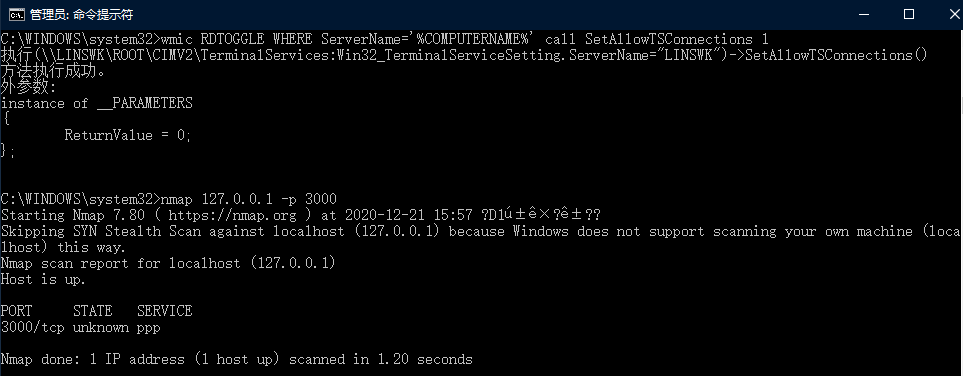 管理员: 命令提示符
C:\WINDOWS\system32>wmic RDTOGGLE WHERE ServerName='%COMPUTERNAME%' call SetAllowTSConnections 1
执行(\\LINSWK\ROOT\CIMV2\TerminalServices:Win32_TerminalServiceSetting.ServerName="LINSWK")->SetAllowTSConnections()
方法执行成功。
外参数:
instance of __PARAMETERS
{
        ReturnValue = 0;
};
C:\WINDOWS\system32>nmap 127.0.0.1 -p 3000
Starting Nmap 7.80 ( https://nmap.org ) at 2020-12-21 15:57 ?D1ú±ê×?ê±??
Skipping SYN Stealth Scan against localhost (127.0.0.1) because Windows does not support scanning your own machine (loca
lhost) this way.
Nmap scan report for localhost (127.0.0.1)
Host is up.
PORT     STATE   SERVICE
3000/tcp unknown ppp
Nmap done: 1 IP address (1 host up) scanned in 1.20 seconds